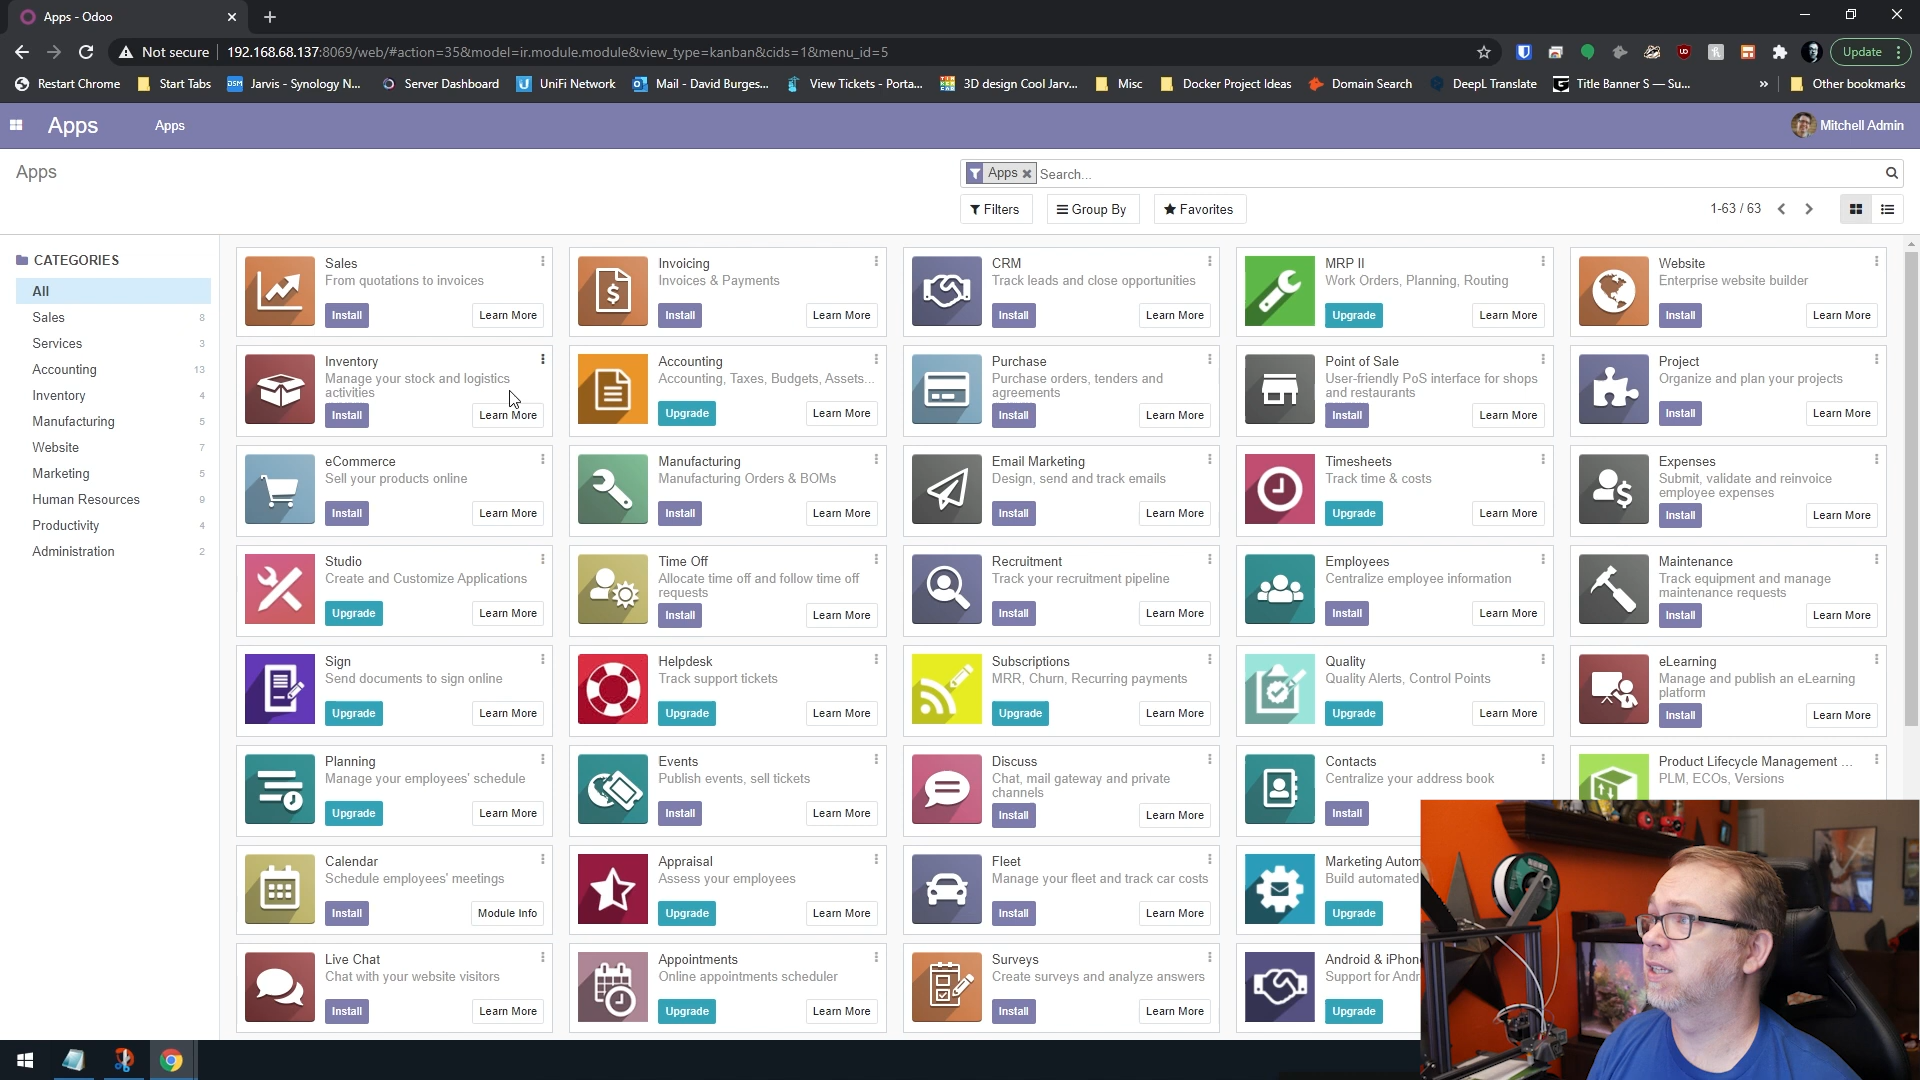 Apps - Odoo
Not secure
192.168.68.137:8069/web/#action=35&model=ir.module.module&view_type=kanban&cids=1&menu_id=5
Update
Restart Chrome
Start Tabs
Jarvis - Synology N...
Server Dashboard
UniFi Network
Mail - David Burges...
View Tickets - Porta...
3D design Cool Jarv...
Misc
Docker Project Ideas
Domain Search
DeepL Translate
Title Banner S — Su...
»
Other bookmarks
Apps
Apps
Mitchell Admin
Apps
Apps
Search...
Filters
Group By
Favorites
1-63 / 63
CATEGORIES
All
Sales 8
Services 3
Accounting 13
Inventory 4
Manufacturing 5
Website 7
Marketing 5
Human Resources 9
Productivity 4
Administration 2
Sales
From quotations to invoices
Install
Learn More
Invoicing
Invoices & Payments
Install
Learn More
CRM
Track leads and close opportunities
Install
Learn More
MRP II
Work Orders, Planning, Routing
Upgrade
Learn More
Website
Enterprise website builder
Install
Learn More
Inventory
Manage your stock and logistics
activities
Install
Learn More
Accounting
Accounting, Taxes, Budgets, Assets...
Upgrade
Learn More
Purchase
Purchase orders, tenders and
agreements
Install
Learn More
Point of Sale
User-friendly PoS interface for shops
and restaurants
Install
Learn More
Project
Organize and plan your projects
Install
Learn More
eCommerce
Sell your products online
Install
Learn More
Manufacturing
Manufacturing Orders & BOMs
Install
Learn More
Email Marketing
Design, send and track emails
Install
Learn More
Timesheets
Track time & costs
Upgrade
Learn More
Expenses
Submit, validate and reinvoice
employee expenses
Install
Learn More
Studio
Create and Customize Applications
Upgrade
Learn More
Time Off
Allocate time off and follow time off
requests
Install
Learn More
Recruitment
Track your recruitment pipeline
Install
Learn More
Employees
Centralize employee information
Install
Learn More
Maintenance
Track equipment and manage
maintenance requests
Install
Learn More
Sign
Send documents to sign online
Upgrade
Learn More
Helpdesk
Track support tickets
Upgrade
Learn More
Subscriptions
MRR, Churn, Recurring payments
Upgrade
Learn More
Quality
Quality Alerts, Control Points
Upgrade
Learn More
eLearning
Manage and publish an eLearning
platform
Install
Learn More
Planning
Manage your employees' schedule
Upgrade
Learn More
Events
Publish events, sell tickets
Install
Learn More
Discuss
Chat, mail gateway and private
channels
Install
Learn More
Contacts
Centralize your address book
Install
Product Lifecycle Management ...
PLM, ECOs, Versions
Calendar
Schedule employees' meetings
Install
Module Info
Appraisal
Assess your employees
Upgrade
Learn More
Fleet
Manage your fleet and track car costs
Install
Learn More
Marketing Autom
Build automated
Upgrade
Live Chat
Chat with your website visitors
Install
Learn More
Appointments
Online appointments scheduler
Upgrade
Learn More
Surveys
Create surveys and analyze answers
Install
Learn More
Android & iPhon
Support for Andr
Upgrade